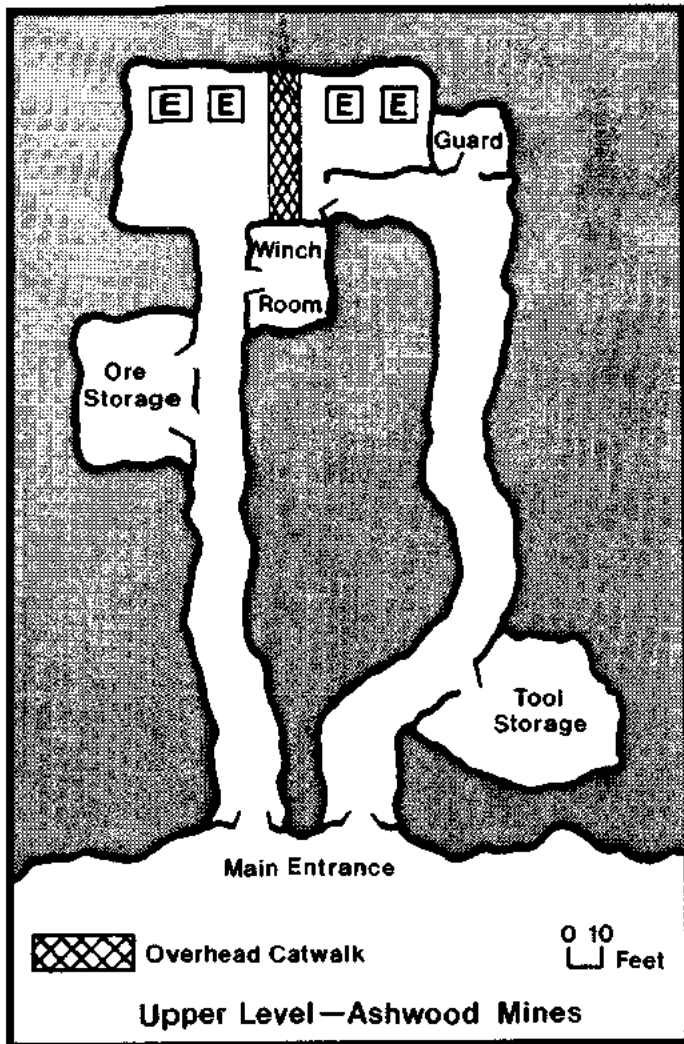 E E E E
Guard
Winch
Room
Ore
Storage
Tool
Storage
Main Entrance
Overhead Catwalk
0 10
Feet
Upper Level—Ashwood Mines